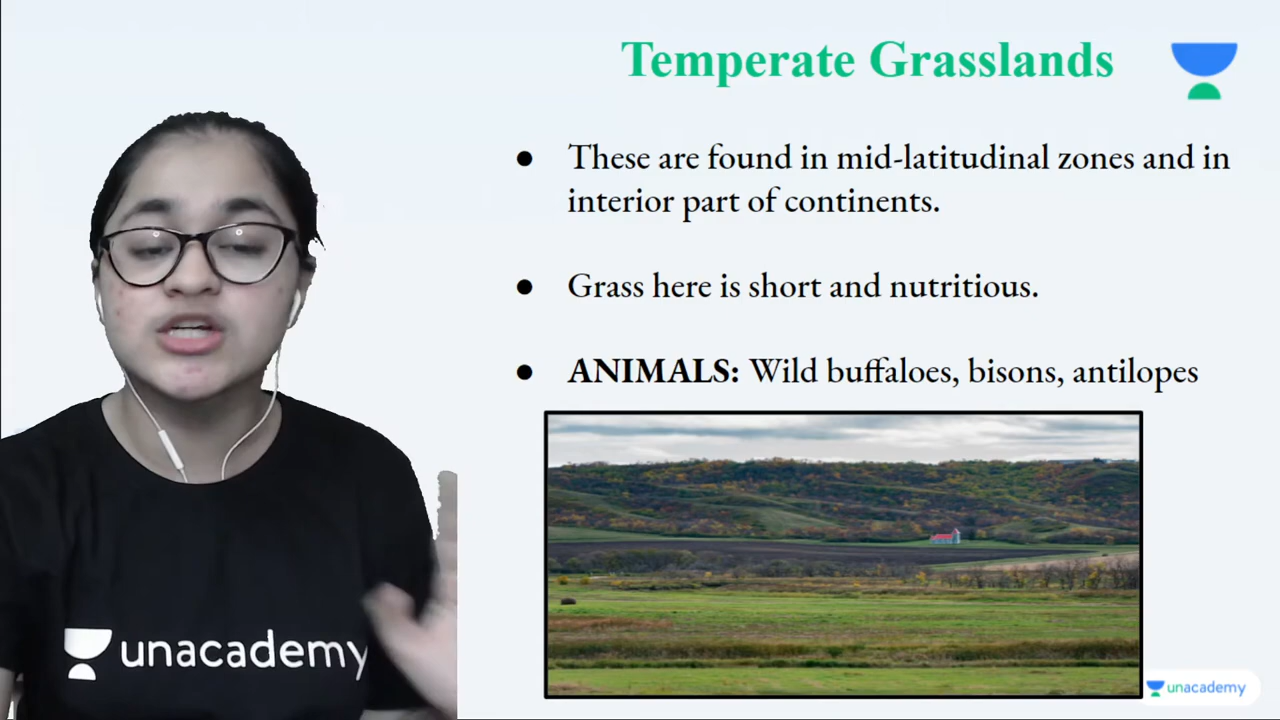 Temperate Grasslands
● These are found in mid-latitudinal zones and in
interior part of continents.
● Grass here is short and nutritious.
● ANIMALS: Wild buffaloes, bisons, antilopes
unacademy
unacademy